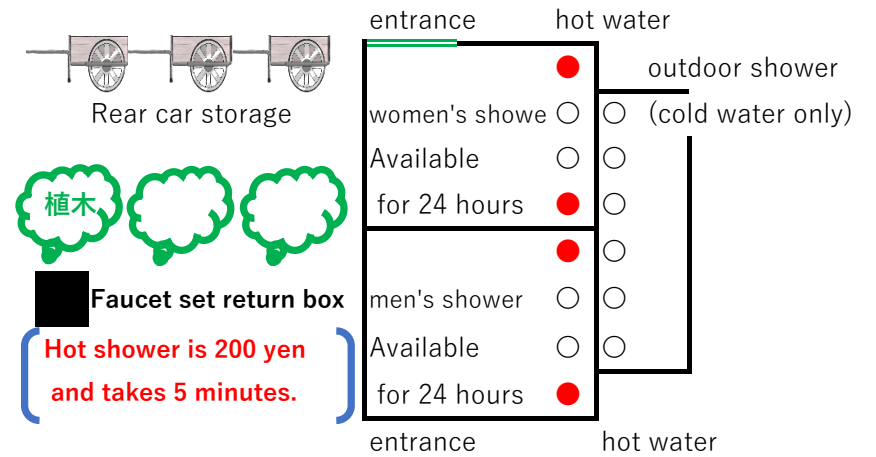 entrance
hot water
Rear car storage
outdoor shower
(cold water only)
women's showe
Available
for 24 hours
植木
Faucet set return box
Hot shower is 200 yen
and takes 5 minutes.
men's shower
Available
for 24 hours
entrance
hot water